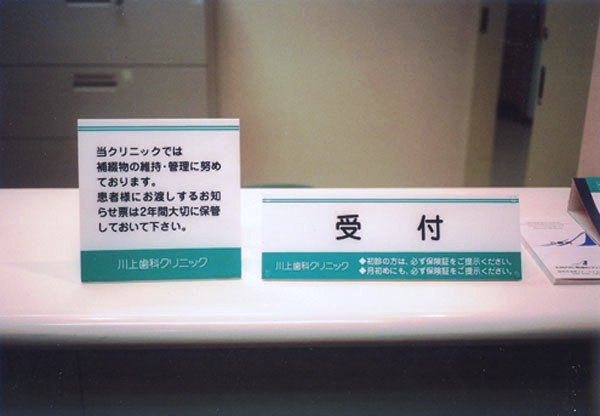 当クリニックでは
補綴物の維持・管理に努め
ております。
患者様にお渡しするお知
らせ票は2年間大切に保管
しておいて下さい。
川上歯科クリニック
受付
川上歯科クリニック
◆初診の方は、必ず保険証をご提示ください。
◆月初めにも、必ず保険証をご提示ください。